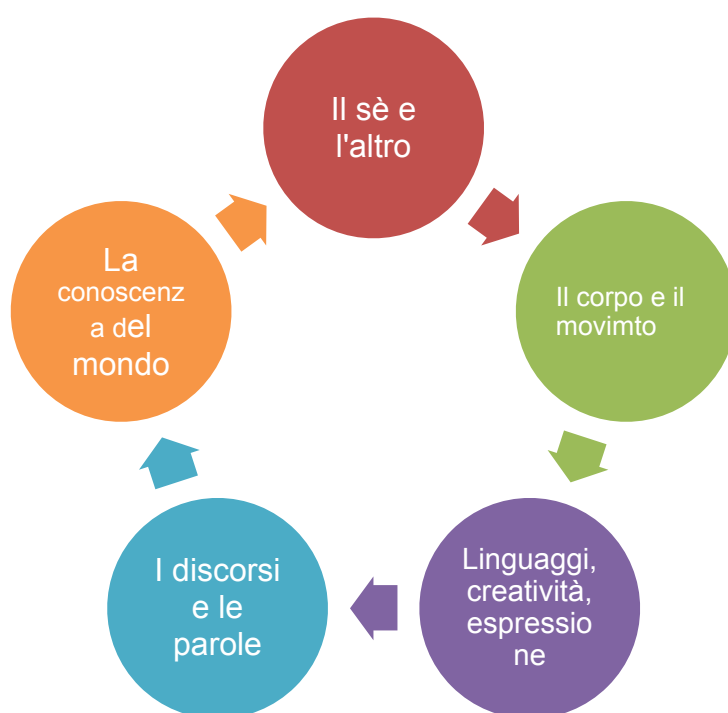 Il sè e
l'altro
Il corpo e il
movimto
Linguaggi,
creatività,
espressio
ne
I discorsi
e le
parole
La
conoscenz
a del
mondo